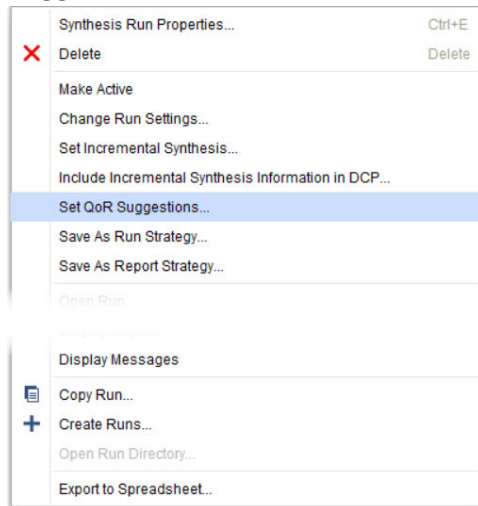 Synthesis Run Properties... Ctrl+E
Delete Delete
Make Active
Change Run Settings...
Set Incremental Synthesis...
Include Incremental Synthesis Information in DCP...
Set QoR Suggestions...
Save As Run Strategy...
Save As Report Strategy...
Open Run
Display Messages
Copy Run...
Create Runs...
Open Run Directory...
Export to Spreadsheet...